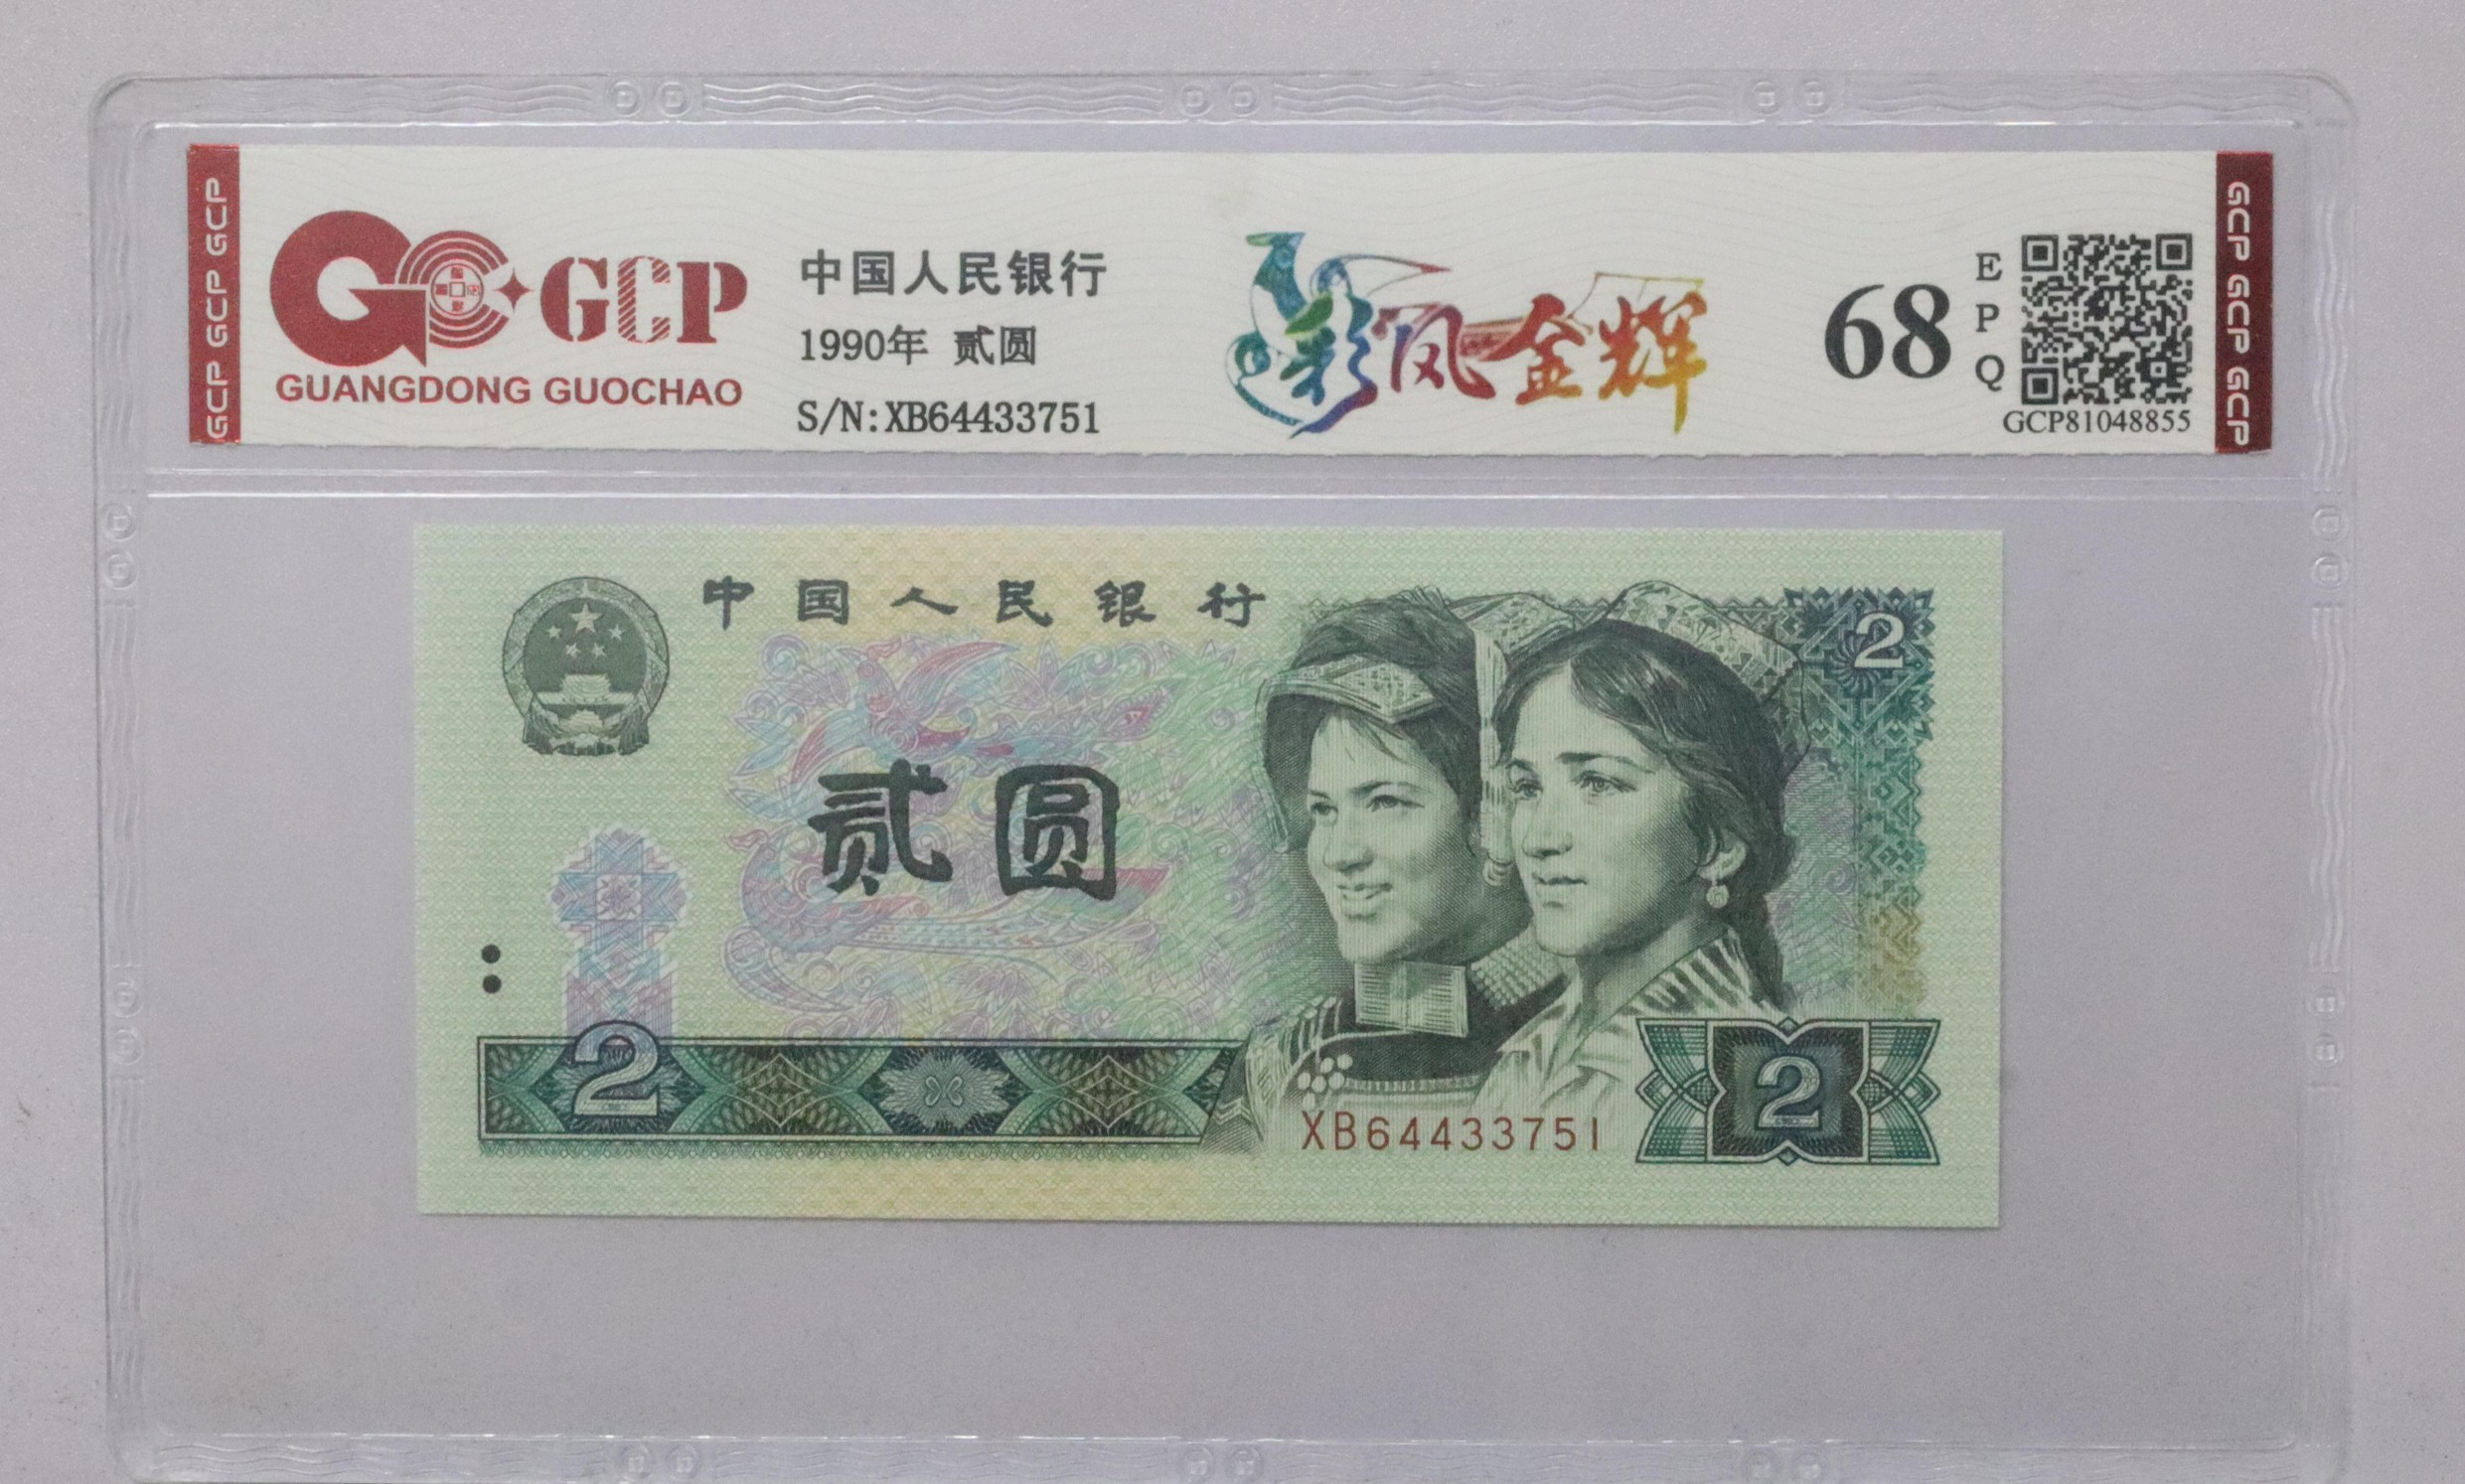 GCP GCP GCP
GCP
GUANGDONG GUOCHAO
中国人民银行
1990年 贰圆
S/N:XB64433751
彩凤金辉
68
E
P
Q
GCP81048855
GCP GCP GCP
中国人民银行
2
贰圆
2
XB64433751
2